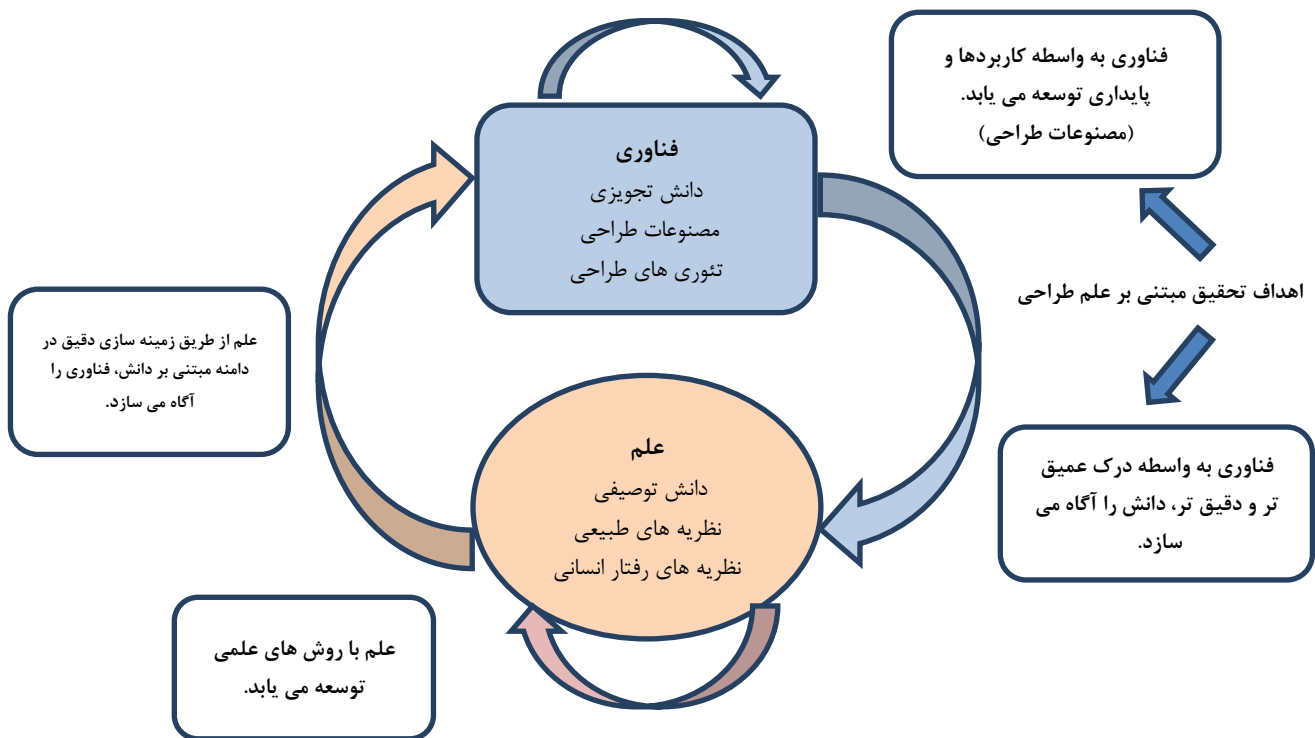 فناوری به واسطه کاربردها و
پایداری توسعه می یابد.
(مصنوعات طراحی)
فناوری
دانش تجویزی
مصنوعات طراحی
تئوری های طراحی
اهداف تحقیق مبتنی بر علم طراحی
علم از طریق زمینه سازی دقیق در
دامنه مبتنی بر دانش، فناوری را
آگاه می سازد.
علم
دانش توصیفی
نظریه های طبیعی
نظریه های رفتار انسانی
فناوری به واسطه درک عمیق
تر و دقیق تر، دانش را آگاه می
سازد.
علم با روش های علمی
توسعه می یابد.